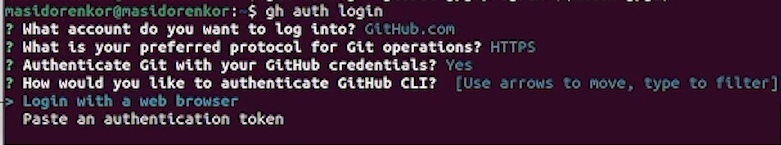 masidorenkor@masidorenkor:~$ gh auth login
? What account do you want to log into? GitHub.com
? What is your preferred protocol for Git operations? HTTPS
? Authenticate Git with your GitHub credentials? Yes
? How would you like to authenticate GitHub CLI?  [Use arrows to move, type to filter]
> Login with a web browser
  Paste an authentication token